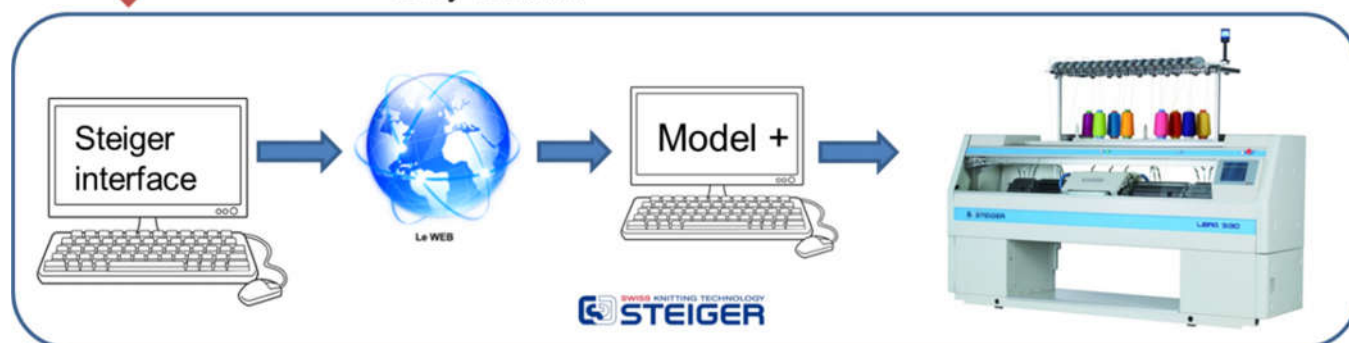 Steiger
interface
Le WEB
Model +
STEIGER
SWISS KNITTING TECHNOLOGY
STEIGER